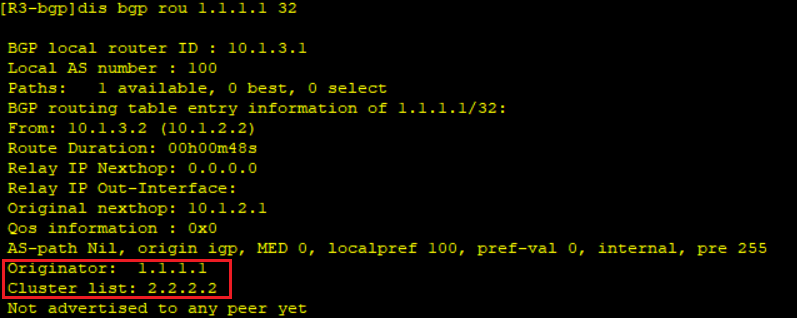 [R3-bgp]dis bgp rou 1.1.1.1 32
BGP local router ID : 10.1.3.1
Local AS number : 100
Paths:   1 available, 0 best, 0 select
BGP routing table entry information of 1.1.1.1/32:
From: 10.1.3.2 (10.1.2.2)
Route Duration: 00h00m48s
Relay IP Nexthop: 0.0.0.0
Relay IP Out-Interface:
Original nexthop: 10.1.2.1
Qos information : 0x0
AS-path Nil, origin igp, MED 0, localpref 100, pref-val 0, internal, pre 255
Originator:  1.1.1.1
Cluster list: 2.2.2.2
Not advertised to any peer yet